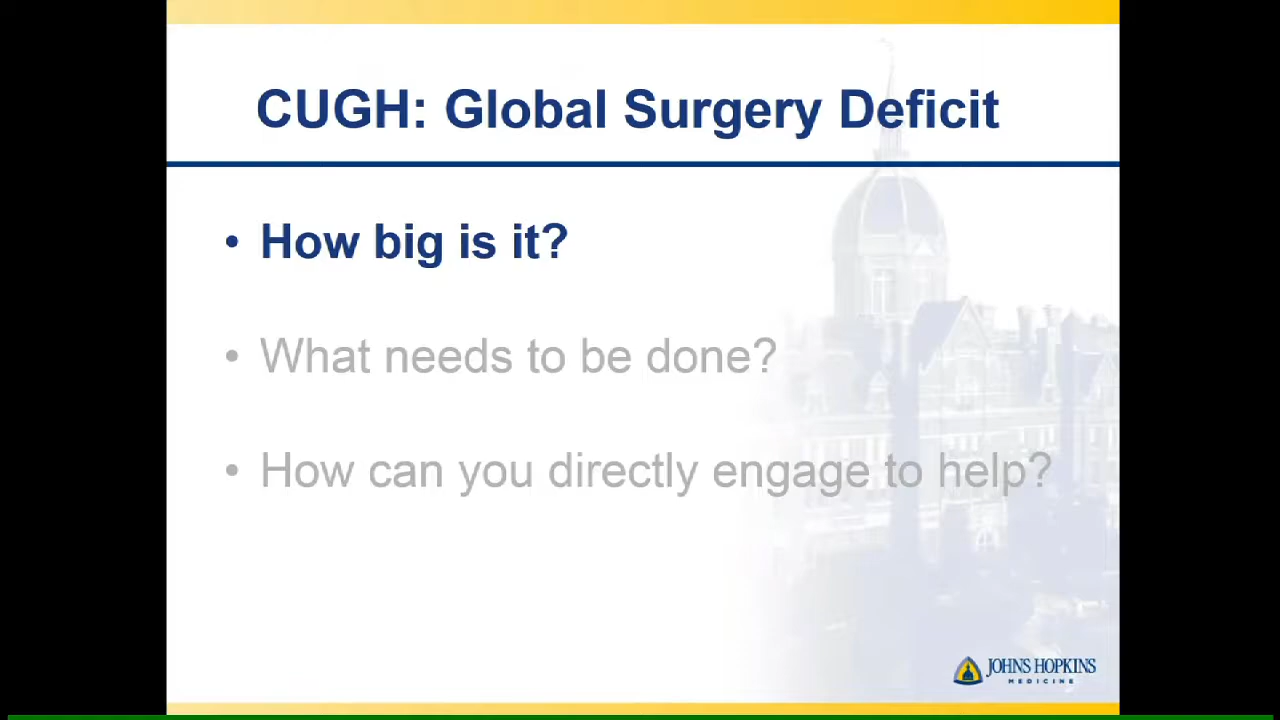 CUGH: Global Surgery Deficit
• How big is it?
• What needs to be done?
• How can you directly engage to help?
JOHNS HOPKINS
MEDICINE